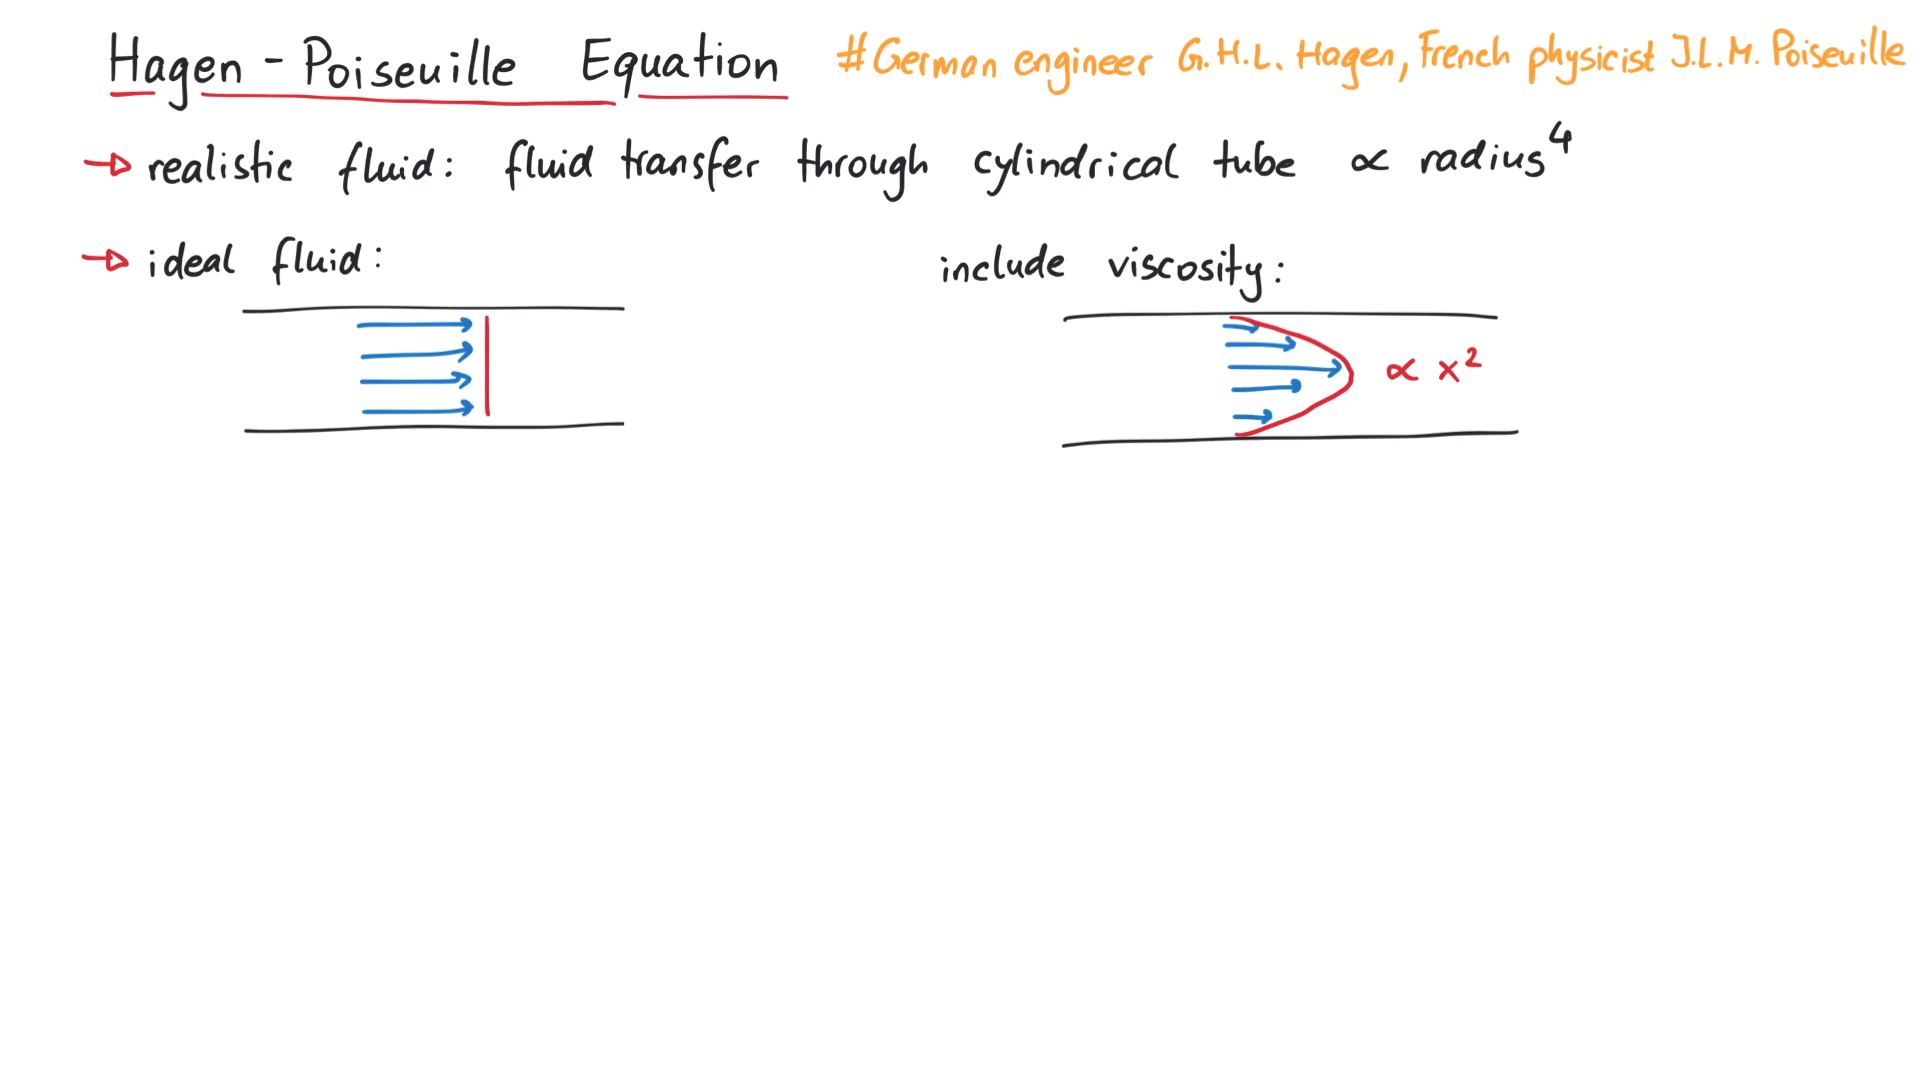 Hagen - Poiseuille Equation #German engineer G.H.L. Hagen, French physicist J.L.M. Poiseuille
→ realistic fluid: fluid transfer through cylindrical tube ∝ radius⁴
→ ideal fluid: include viscosity:
∝ x²